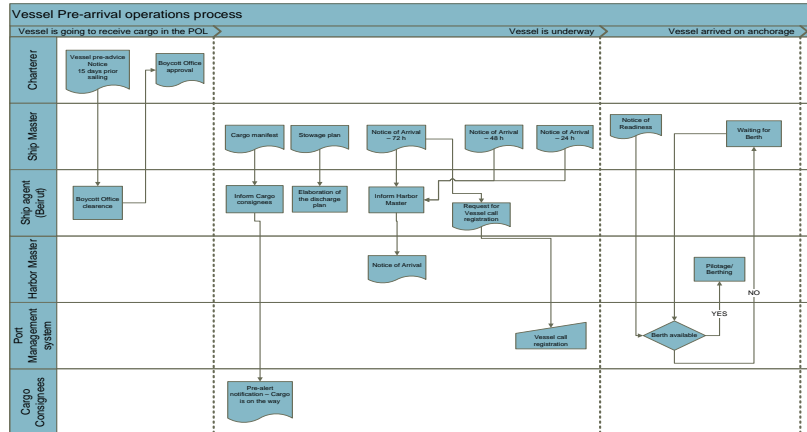 Vessel Pre-arrival operations process
Vessel is going to receive cargo in the POL
Vessel is underway
Vessel arrived on anchorage
Charterer
Vessel pre-advice
Notice
15 days prior
sailing
Boycott Office
approval
Ship Master
Cargo manifest
Stowage plan
Notice of Arrival
– 72 h
Notice of Arrival
– 48 h
Notice of Arrival
– 24 h
Notice of
Readiness
Waiting for
Berth
Ship agent
(Beirut)
Boycott Office
clearence
Inform Cargo
consignees
Elaboration of
the discharge
plan
Inform Harbor
Master
Request for
Vessel call
registration
Harbor Master
Notice of Arrival
Pilotage/
Berthing
NO
YES
Port
Management
system
Vessel call
registration
Berth available
Cargo
Consignees
Pre-alert
notification – Cargo
is on the way